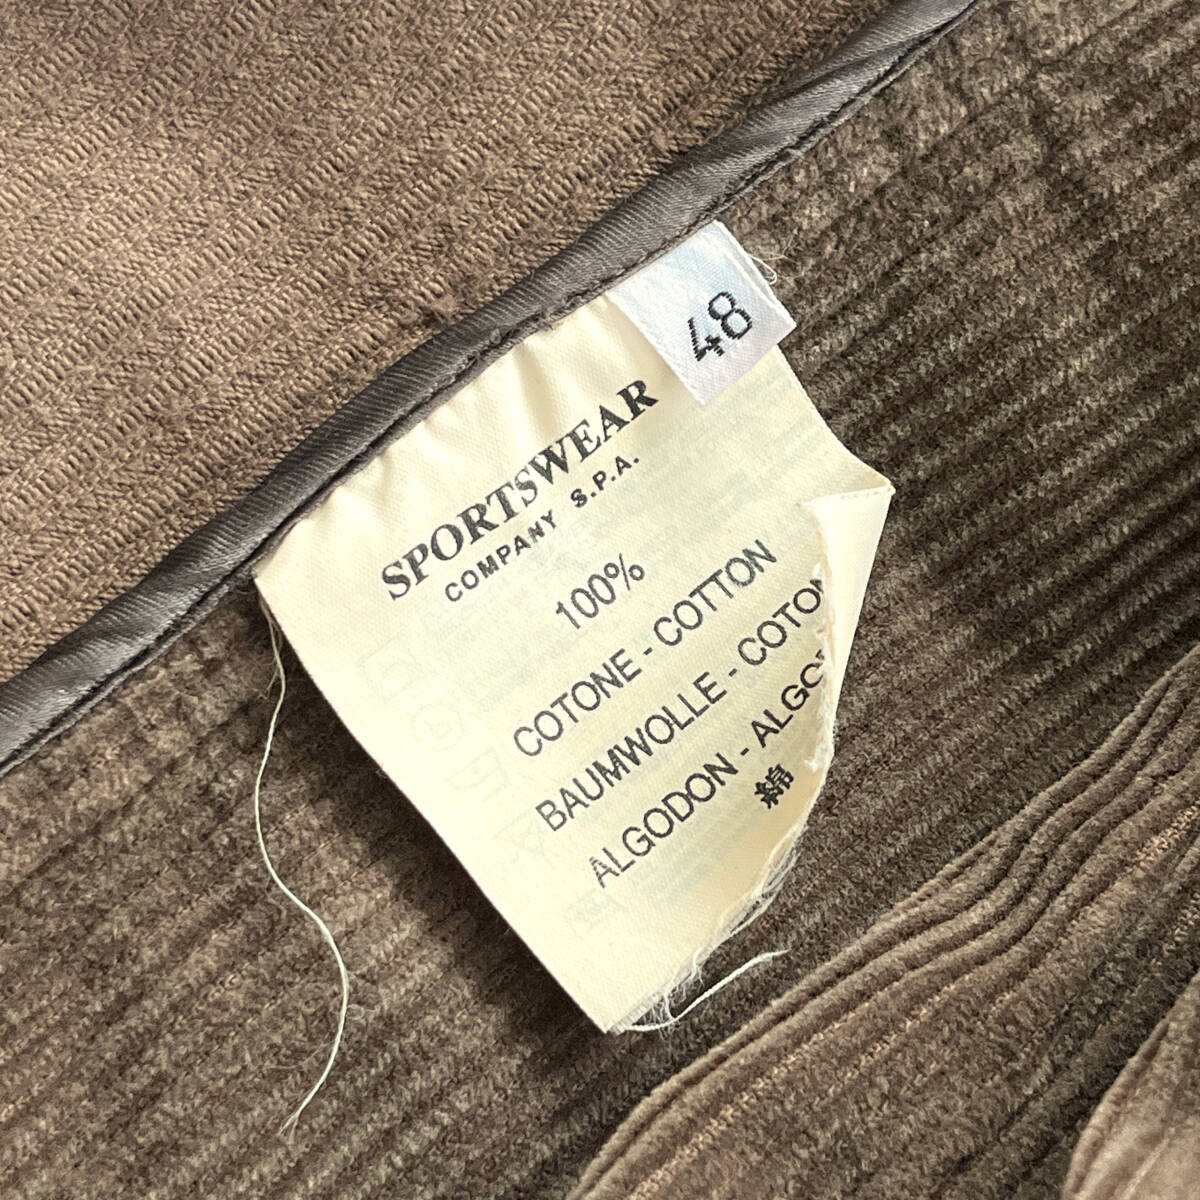 48
SPORTSWEAR
COMPANY S.P.A.
100%
COTONE - COTTON
BAUMWOLLE - COTON
ALGODON - ALGO
綿